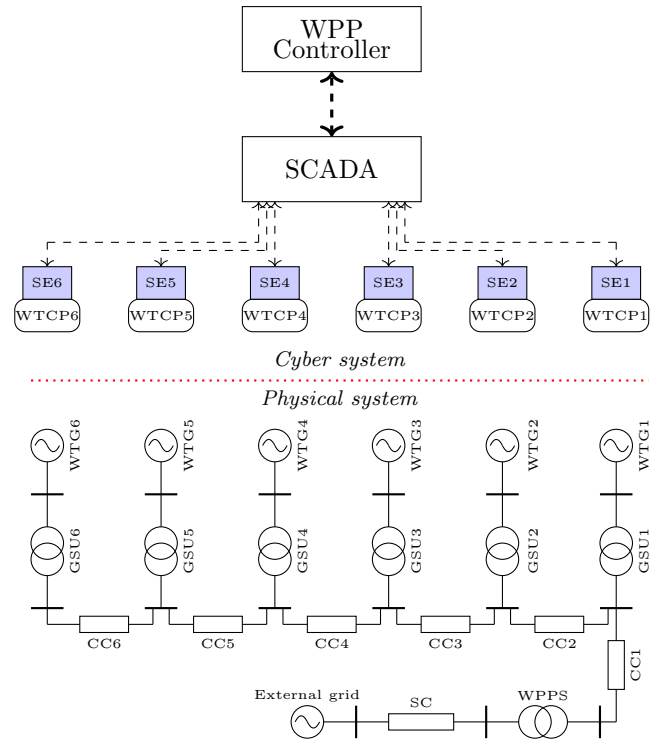 WPP
Controller
SCADA
SE6 SE5 SE4 SE3 SE2 SE1
WTCP6 WTCP5 WTCP4 WTCP3 WTCP2 WTCP1
Cyber system
Physical system
WTG6 WTG5 WTG4 WTG3 WTG2 WTG1
GSU6 GSU5 GSU4 GSU3 GSU2 GSU1
CC6 CC5 CC4 CC3 CC2
CC1
External grid SC WPPS